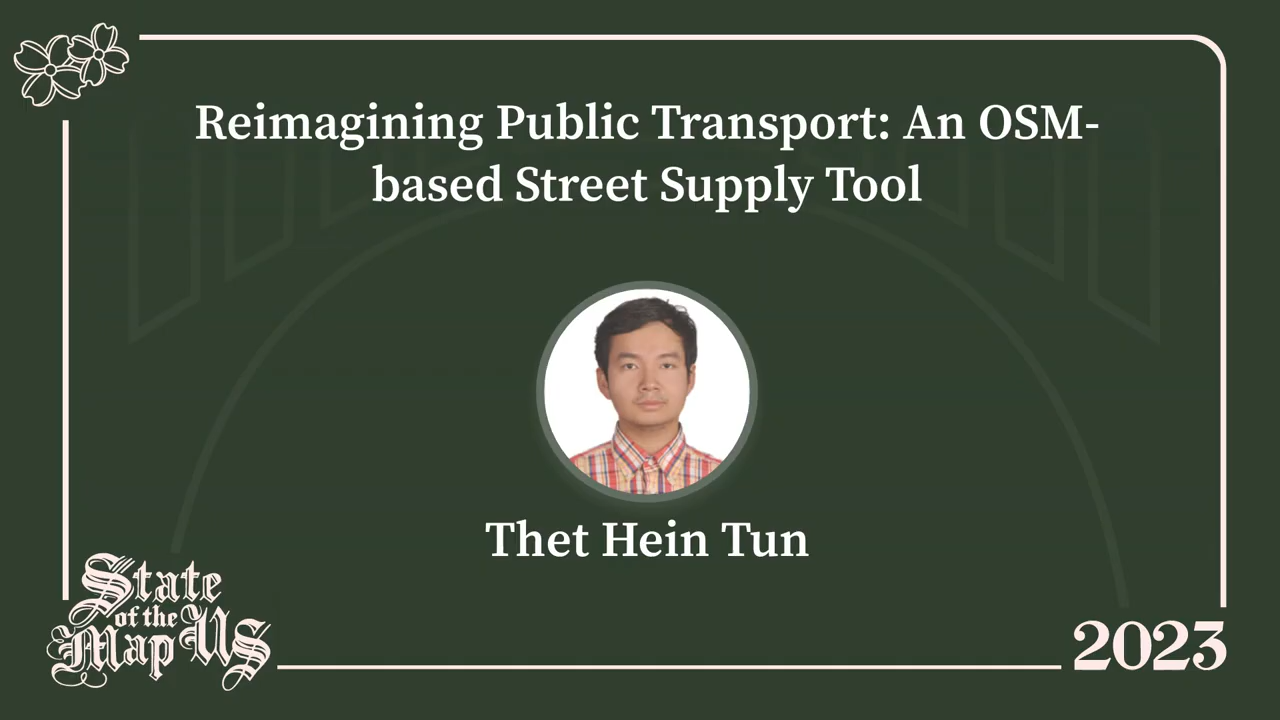 Reimagining Public Transport: An OSM-
based Street Supply Tool
Thet Hein Tun
State
of the
Map US
2023